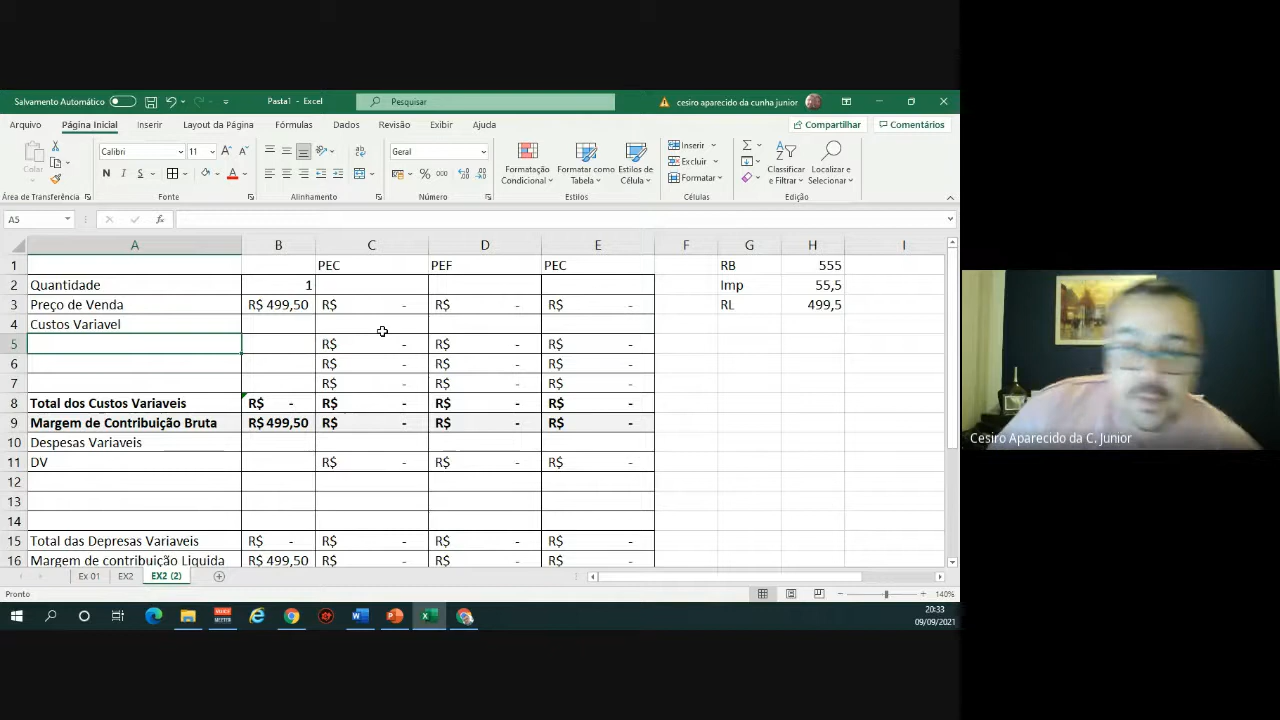 Salvamento Automático
Pasta1 - Excel
Pesquisar
cesiro aparecido da cunha junior
Arquivo Página Inicial Inserir Layout da Página Fórmulas Dados Revisão Exibir Ajuda
Compartilhar Comentários
Colar
Calibri 11
N I S
Geral
% 000
Formatação Condicional
Formatar como Tabela
Estilos de Célula
Inserir
Excluir
Formatar
Classificar e Filtrar
Localizar e Selecionar
Área de Transferência Fonte Alinhamento Número Estilos Células Edição
A5 fx
A B C D E F G H I
1 PEC PEF PEC RB 555
2 Quantidade 1 Imp 55,5
3 Preço de Venda R$ 499,50 R$ - R$ - R$ - RL 499,5
4 Custos Variavel
5 R$ - R$ - R$ -
6 R$ - R$ - R$ -
7 R$ - R$ - R$ -
8 Total dos Custos Variaveis R$ - R$ - R$ - R$ -
9 Margem de Contribuição Bruta R$ 499,50 R$ - R$ - R$ -
10 Despesas Variaveis
11 DV R$ - R$ - R$ -
12
13
14
15 Total das Depresas Variaveis R$ - R$ - R$ - R$ -
16 Margem de contribuição Liquida R$ 499,50 R$ - R$ - R$ -
Ex 01 EX2 EX2 (2)
Pronto
140%
20:33
09/09/2021
Cesiro Aparecido da C. Junior